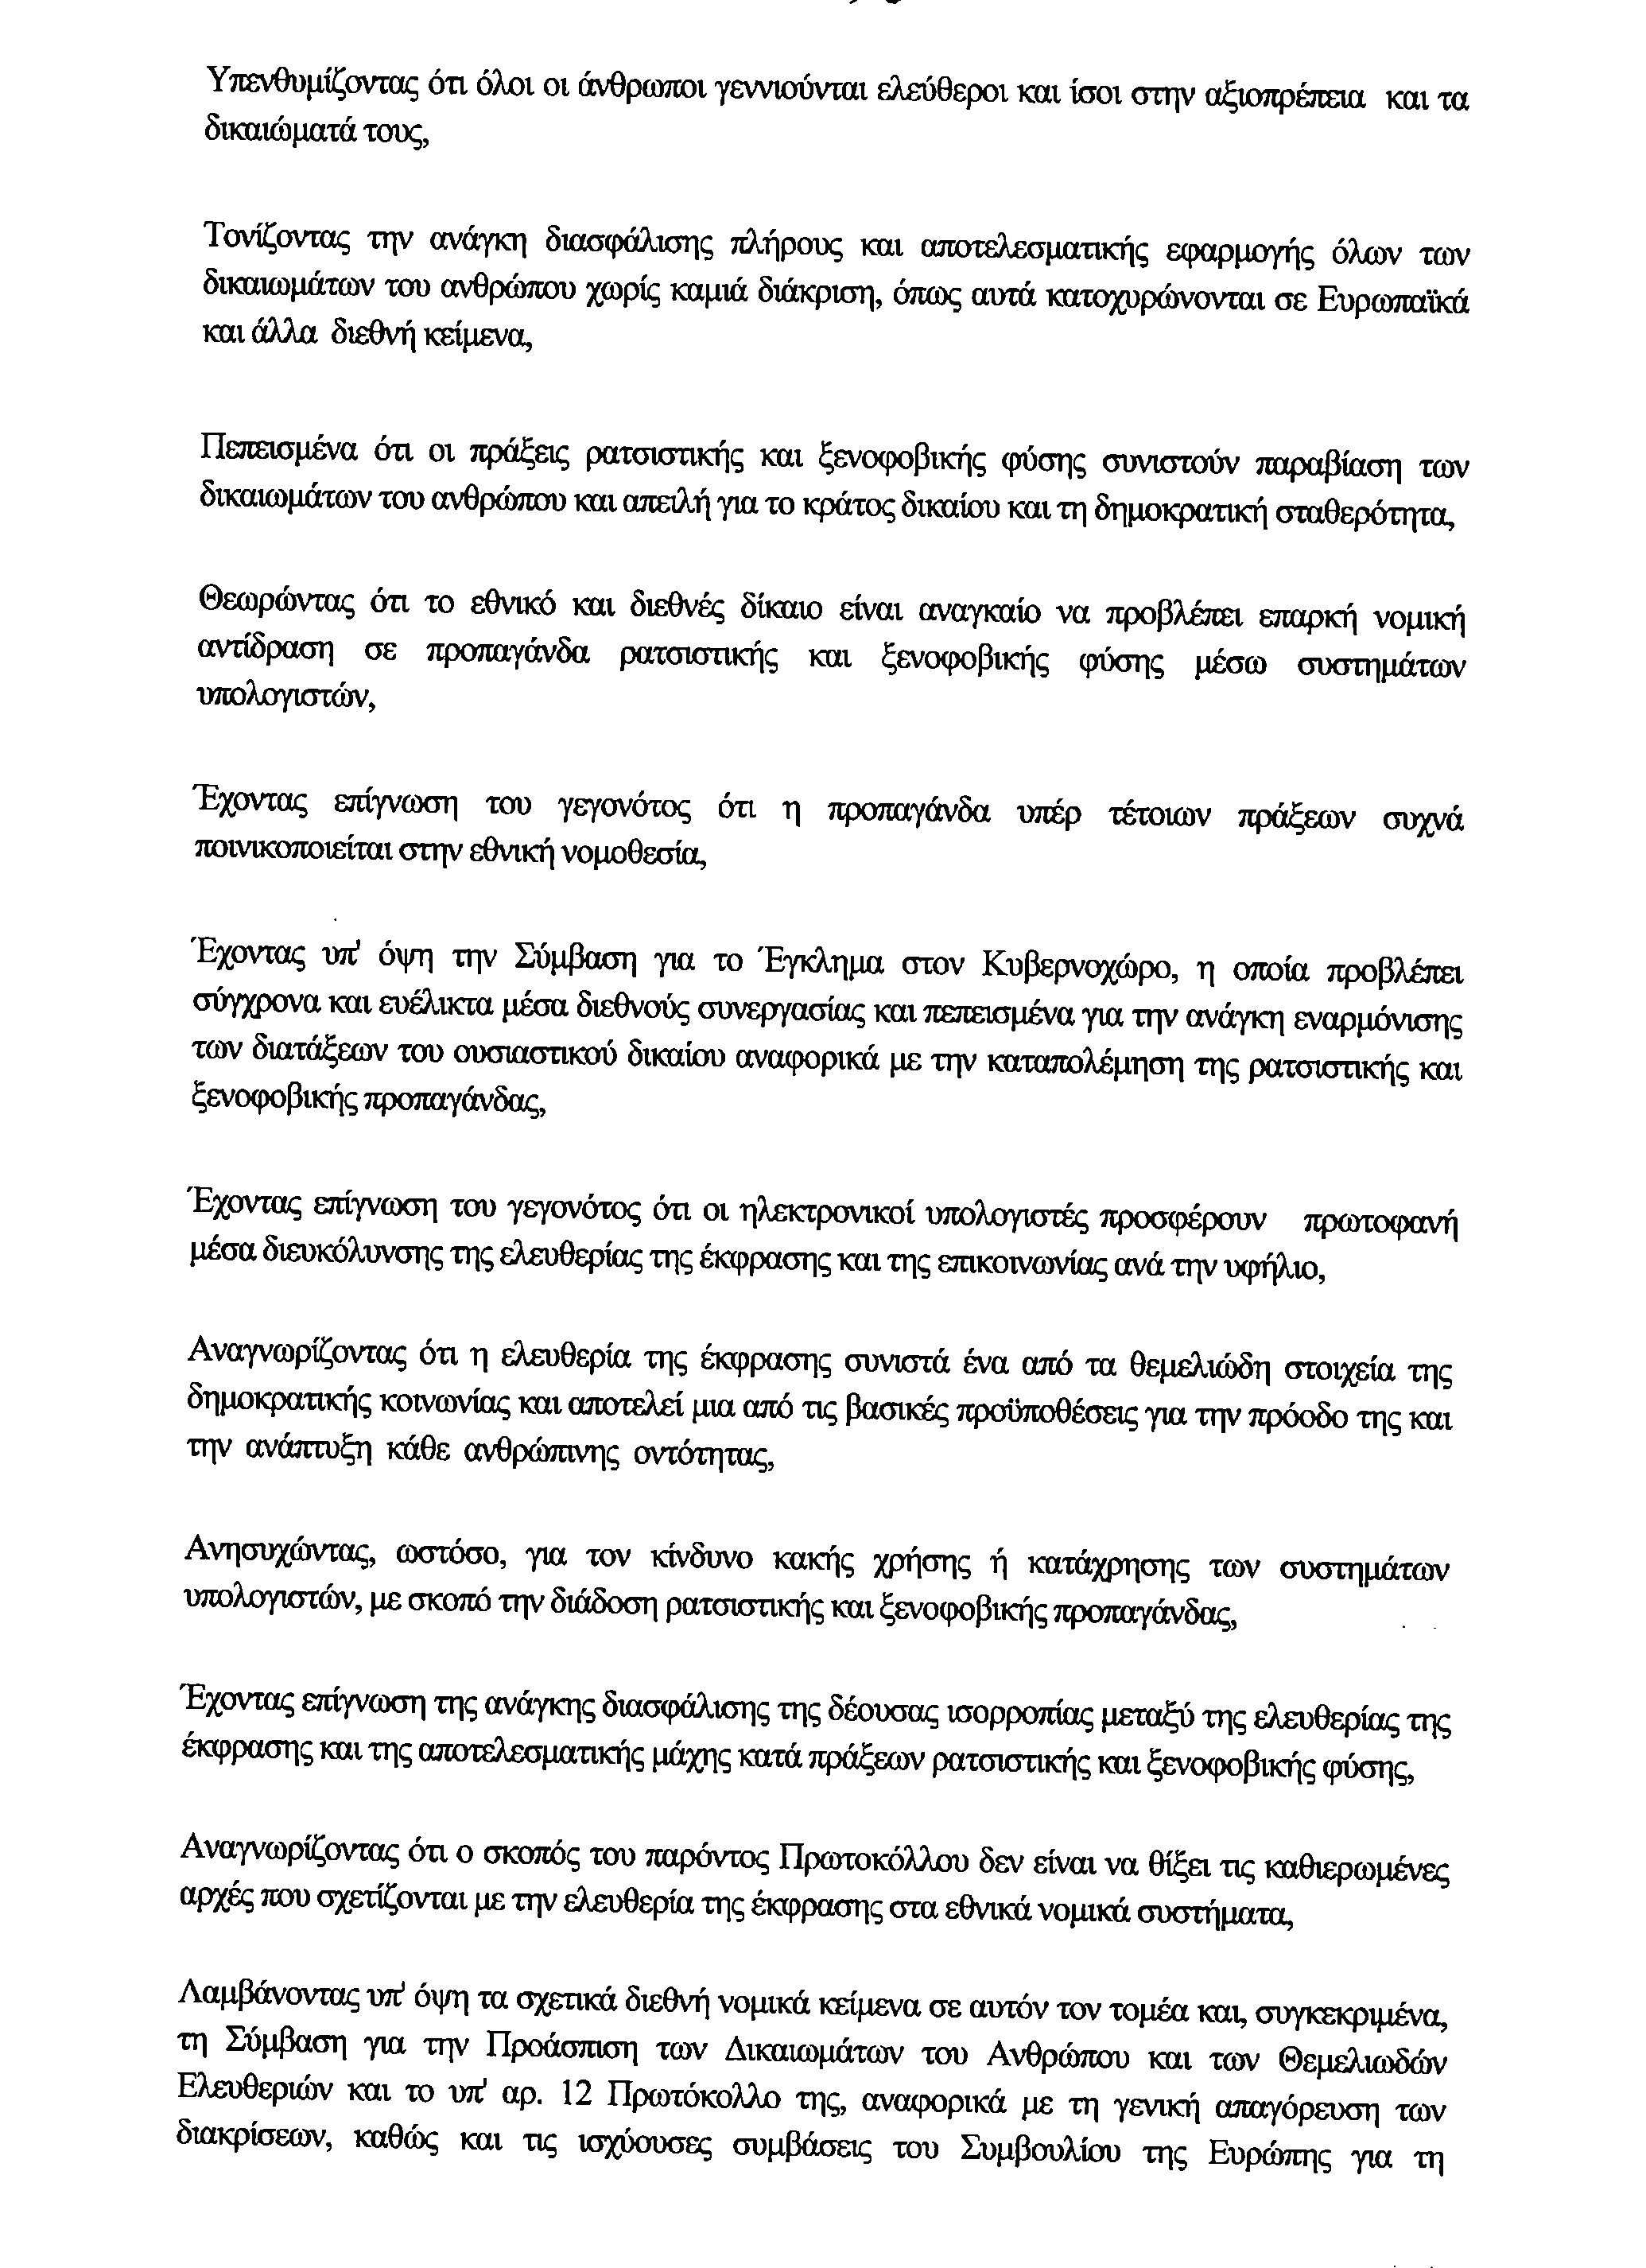 Υπενθυμίζοντας ότι όλοι οι άνθρωποι γεννιούνται ελεύθεροι και ίσοι στην αξιοπρέπεια και τα
δικαιώματά τους,
Τονίζοντας την ανάγκη διασφάλισης πλήρους και αποτελεσματικής εφαρμογής όλων των
δικαιωμάτων του ανθρώπου χωρίς καμιά διάκριση, όπως αυτά κατοχυρώνονται σε Ευρωπαϊκά
και άλλα διεθνή κείμενα,
Πεπεισμένα ότι οι πράξεις ρατσιστικής και ξενοφοβικής φύσης συνιστούν παραβίαση των
δικαιωμάτων του ανθρώπου και απειλή για το κράτος δικαίου και τη δημοκρατική σταθερότητα,
Θεωρώντας ότι το εθνικό και διεθνές δίκαιο είναι αναγκαίο να προβλέπει επαρκή νομική
αντίδραση σε προπαγάνδα ρατσιστικής και ξενοφοβικής φύσης μέσω συστημάτων
υπολογιστών,
Έχοντας επίγνωση του γεγονότος ότι η προπαγάνδα υπέρ τέτοιων πράξεων συχνά
ποινικοποιείται στην εθνική νομοθεσία,
Έχοντας υπ' όψη την Σύμβαση για το Έγκλημα στον Κυβερνοχώρο, η οποία προβλέπει
σύγχρονα και ευέλικτα μέσα διεθνούς συνεργασίας και πεπεισμένα για την ανάγκη εναρμόνισης
των διατάξεων του ουσιαστικού δικαίου αναφορικά με την καταπολέμηση της ρατσιστικής και
ξενοφοβικής προπαγάνδας,
Έχοντας επίγνωση του γεγονότος ότι οι ηλεκτρονικοί υπολογιστές προσφέρουν πρωτοφανή
μέσα διευκόλυνσης της ελευθερίας της έκφρασης και της επικοινωνίας ανά την υφήλιο,
Αναγνωρίζοντας ότι η ελευθερία της έκφρασης συνιστά ένα από τα θεμελιώδη στοιχεία της
δημοκρατικής κοινωνίας και αποτελεί μια από τις βασικές προϋποθέσεις για την πρόοδο της και
την ανάπτυξη κάθε ανθρώπινης οντότητας,
Ανησυχώντας, ωστόσο, για τον κίνδυνο κακής χρήσης ή κατάχρησης των συστημάτων
υπολογιστών, με σκοπό την διάδοση ρατσιστικής και ξενοφοβικής προπαγάνδας,
Έχοντας επίγνωση της ανάγκης διασφάλισης της δέουσας ισορροπίας μεταξύ της ελευθερίας της
έκφρασης και της αποτελεσματικής μάχης κατά πράξεων ρατσιστικής και ξενοφοβικής φύσης,
Αναγνωρίζοντας ότι ο σκοπός του παρόντος Πρωτοκόλλου δεν είναι να θίξει τις καθιερωμένες
αρχές που σχετίζονται με την ελευθερία της έκφρασης στα εθνικά νομικά συστήματα,
Λαμβάνοντας υπ' όψη τα σχετικά διεθνή νομικά κείμενα σε αυτόν τον τομέα και, συγκεκριμένα,
τη Σύμβαση για την Προάσπιση των Δικαιωμάτων του Ανθρώπου και των Θεμελιωδών
Ελευθεριών και το υπ' αρ. 12 Πρωτόκολλο της, αναφορικά με τη γενική απαγόρευση των
διακρίσεων, καθώς και τις ισχύουσες συμβάσεις του Συμβουλίου της Ευρώπης για τη